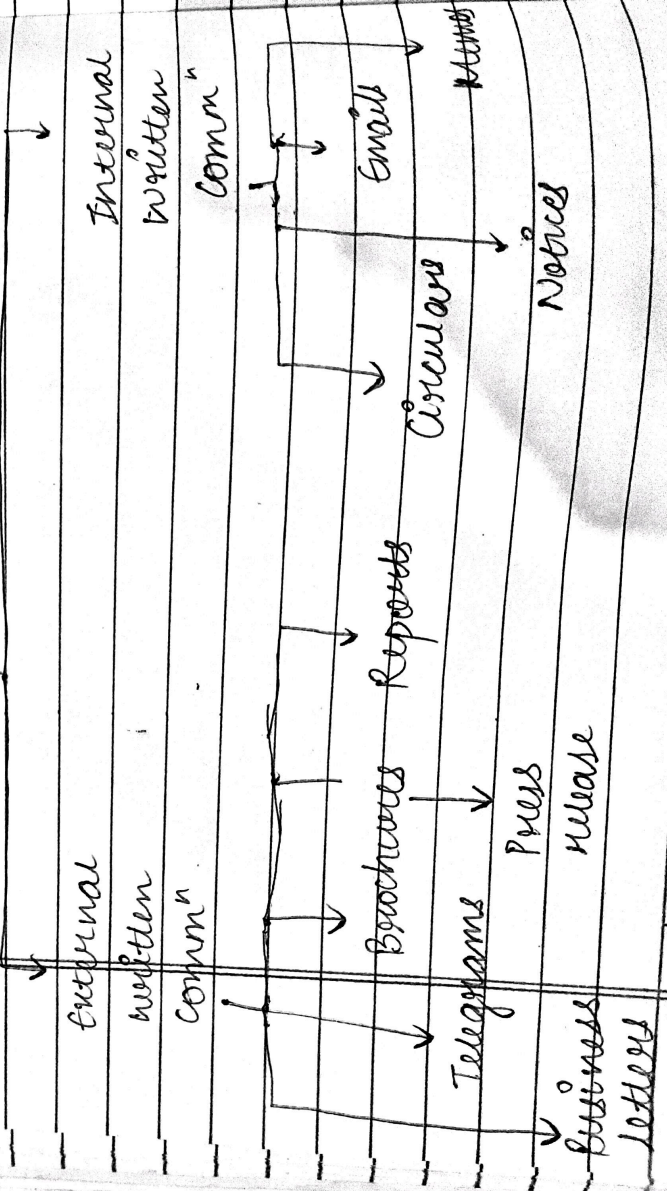 External
written
commⁿ
Internal
written
commⁿ
Business
letters
Telegrams
Brochures
Press
release
Reports
Circulars
Notices
Emails